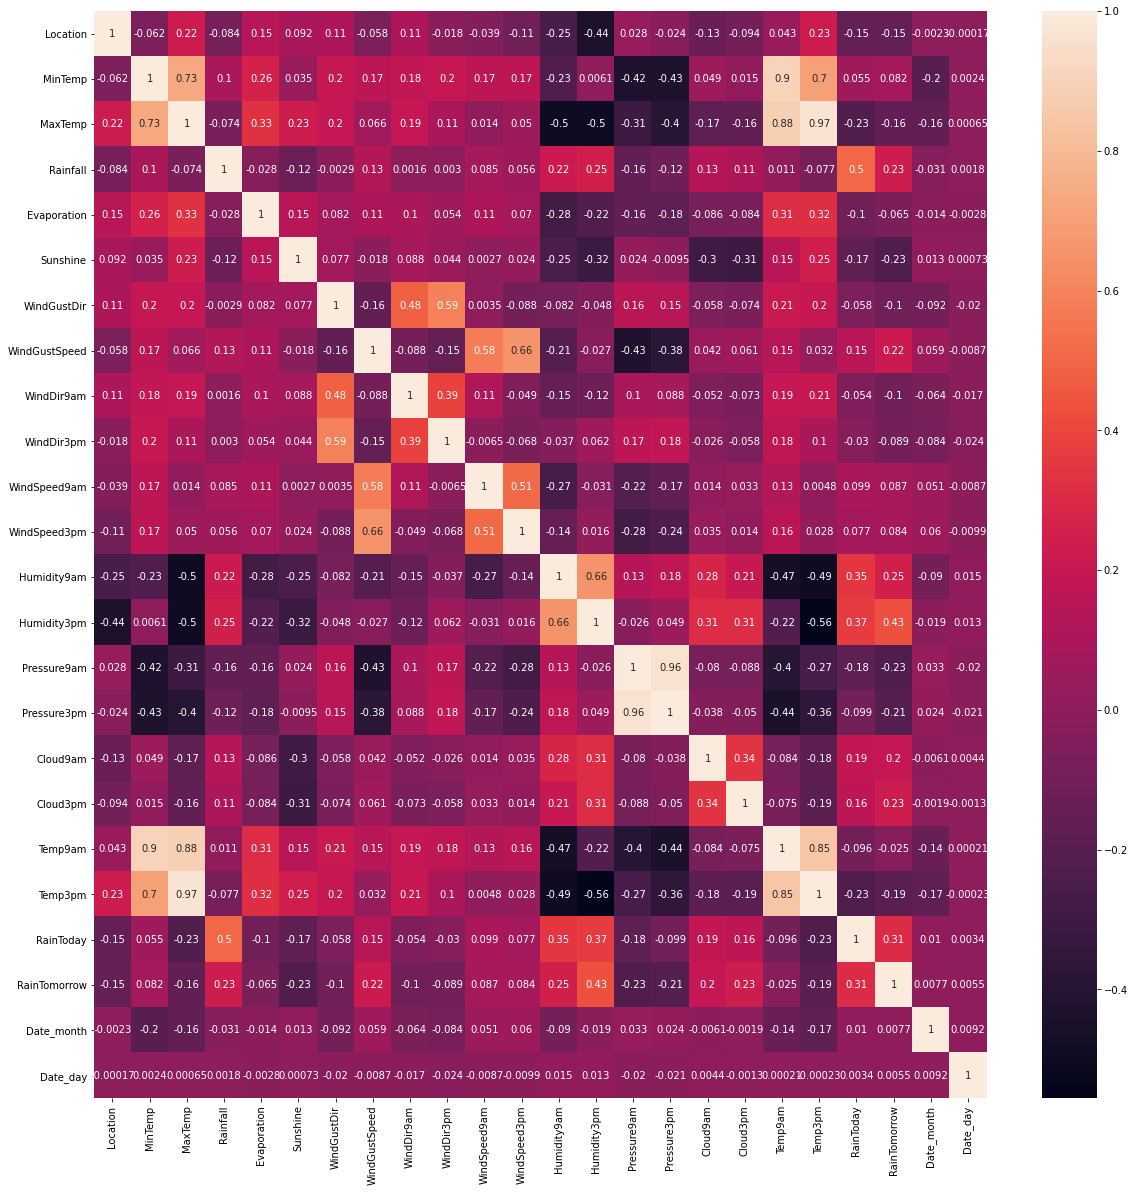 Location 1 -0.062 0.22 -0.084 0.15 0.092 0.11 -0.058 0.11 -0.018 -0.039 -0.11 -0.25 -0.44 0.028 -0.024 -0.13 -0.094 0.043 0.23 -0.15 -0.15 -0.0023 -0.00017
MinTemp -0.062 1 0.73 0.1 0.26 0.035 0.2 0.17 0.18 0.2 0.17 0.17 -0.23 0.0061 -0.42 -0.43 0.049 0.015 0.9 0.7 0.055 0.082 -0.2 0.0024
MaxTemp 0.22 0.73 1 -0.074 0.33 0.23 0.2 0.066 0.19 0.11 0.014 0.05 -0.5 -0.5 -0.31 -0.4 -0.17 -0.16 0.88 0.97 -0.23 -0.16 -0.16 0.00065
Rainfall -0.084 0.1 -0.074 1 -0.028 -0.12 -0.0029 0.13 0.0016 0.003 0.085 0.056 0.22 0.25 -0.16 -0.12 0.13 0.11 0.011 -0.077 0.5 0.23 -0.031 0.0018
Evaporation 0.15 0.26 0.33 -0.028 1 0.15 0.082 0.11 0.1 0.054 0.11 0.07 -0.28 -0.22 -0.16 -0.18 -0.086 -0.084 0.31 0.32 -0.1 -0.065 -0.014 -0.0028
Sunshine 0.092 0.035 0.23 -0.12 0.15 1 0.077 -0.018 0.088 0.044 0.0027 0.024 -0.25 -0.32 0.024 -0.0095 -0.3 -0.31 0.15 0.25 -0.17 -0.23 0.013 0.00073
WindGustDir 0.11 0.2 0.2 -0.0029 0.082 0.077 1 -0.16 0.48 0.59 0.0035 -0.088 -0.082 -0.048 0.16 0.15 -0.058 -0.074 0.21 0.2 -0.058 -0.1 -0.092 -0.02
WindGustSpeed -0.058 0.17 0.066 0.13 0.11 -0.018 -0.16 1 -0.088 -0.15 0.58 0.66 -0.21 -0.027 -0.43 -0.38 0.042 0.061 0.15 0.032 0.15 0.22 0.059 -0.0087
WindDir9am 0.11 0.18 0.19 0.0016 0.1 0.088 0.48 -0.088 1 0.39 0.11 -0.049 -0.15 -0.12 0.1 0.088 -0.052 -0.073 0.19 0.21 -0.054 -0.1 -0.064 -0.017
WindDir3pm -0.018 0.2 0.11 0.003 0.054 0.044 0.59 -0.15 0.39 1 -0.0065 -0.068 -0.037 0.062 0.17 0.18 -0.026 -0.058 0.18 0.1 -0.03 -0.089 -0.084 -0.024
WindSpeed9am -0.039 0.17 0.014 0.085 0.11 0.0027 0.0035 0.58 0.11 -0.0065 1 0.51 -0.27 -0.031 -0.22 -0.17 0.014 0.033 0.13 0.0048 0.099 0.087 0.051 -0.0087
WindSpeed3pm -0.11 0.17 0.05 0.056 0.07 0.024 -0.088 0.66 -0.049 -0.068 0.51 1 -0.14 0.016 -0.28 -0.24 0.035 0.014 0.16 0.028 0.077 0.084 0.06 -0.0099
Humidity9am -0.25 -0.23 -0.5 0.22 -0.28 -0.25 -0.082 -0.21 -0.15 -0.037 -0.27 -0.14 1 0.66 0.13 0.18 0.28 0.21 -0.47 -0.49 0.35 0.25 -0.09 0.015
Humidity3pm -0.44 0.0061 -0.5 0.25 -0.22 -0.32 -0.048 -0.027 -0.12 0.062 -0.031 0.016 0.66 1 -0.026 0.049 0.31 0.31 -0.22 -0.56 0.37 0.43 -0.019 0.013
Pressure9am 0.028 -0.42 -0.31 -0.16 -0.16 0.024 0.16 -0.43 0.1 0.17 -0.22 -0.28 0.13 -0.026 1 0.96 -0.08 -0.088 -0.4 -0.27 -0.18 -0.23 0.033 -0.02
Pressure3pm -0.024 -0.43 -0.4 -0.12 -0.18 -0.0095 0.15 -0.38 0.088 0.18 -0.17 -0.24 0.18 0.049 0.96 1 -0.038 -0.05 -0.44 -0.36 -0.099 -0.21 0.024 -0.021
Cloud9am -0.13 0.049 -0.17 0.13 -0.086 -0.3 -0.058 0.042 -0.052 -0.026 0.014 0.035 0.28 0.31 -0.08 -0.038 1 0.34 -0.084 -0.18 0.19 0.2 -0.0061 0.0044
Cloud3pm -0.094 0.015 -0.16 0.11 -0.084 -0.31 -0.074 0.061 -0.073 -0.058 0.033 0.014 0.21 0.31 -0.088 -0.05 0.34 1 -0.075 -0.19 0.16 0.23 -0.0019 -0.0013
Temp9am 0.043 0.9 0.88 0.011 0.31 0.15 0.21 0.15 0.19 0.18 0.13 0.16 -0.47 -0.22 -0.4 -0.44 -0.084 -0.075 1 0.85 -0.096 -0.025 -0.14 0.00021
Temp3pm 0.23 0.7 0.97 -0.077 0.32 0.25 0.2 0.032 0.21 0.1 0.0048 0.028 -0.49 -0.56 -0.27 -0.36 -0.18 -0.19 0.85 1 -0.23 -0.19 -0.17 -0.00023
RainToday -0.15 0.055 -0.23 0.5 -0.1 -0.17 -0.058 0.15 -0.054 -0.03 0.099 0.077 0.35 0.37 -0.18 -0.099 0.19 0.16 -0.096 -0.23 1 0.31 0.01 0.0034
RainTomorrow -0.15 0.082 -0.16 0.23 -0.065 -0.23 -0.1 0.22 -0.1 -0.089 0.087 0.084 0.25 0.43 -0.23 -0.21 0.2 0.23 -0.025 -0.19 0.31 1 0.0077 0.0055
Date_month -0.0023 -0.2 -0.16 -0.031 -0.014 0.013 -0.092 0.059 -0.064 -0.084 0.051 0.06 -0.09 -0.019 0.033 0.024 -0.0061 -0.0019 -0.14 -0.17 0.01 0.0077 1 0.0092
Date_day -0.00017 0.0024 0.00065 0.0018 -0.0028 0.00073 -0.02 -0.0087 -0.017 -0.024 -0.0087 -0.0099 0.015 0.013 -0.02 -0.021 0.0044 -0.0013 0.00021 -0.00023 0.0034 0.0055 0.0092 1
Location MinTemp MaxTemp Rainfall Evaporation Sunshine WindGustDir WindGustSpeed WindDir9am WindDir3pm WindSpeed9am WindSpeed3pm Humidity9am Humidity3pm Pressure9am Pressure3pm Cloud9am Cloud3pm Temp9am Temp3pm RainToday RainTomorrow Date_month Date_day
1.0
0.8
0.6
0.4
0.2
0.0
−0.2
−0.4